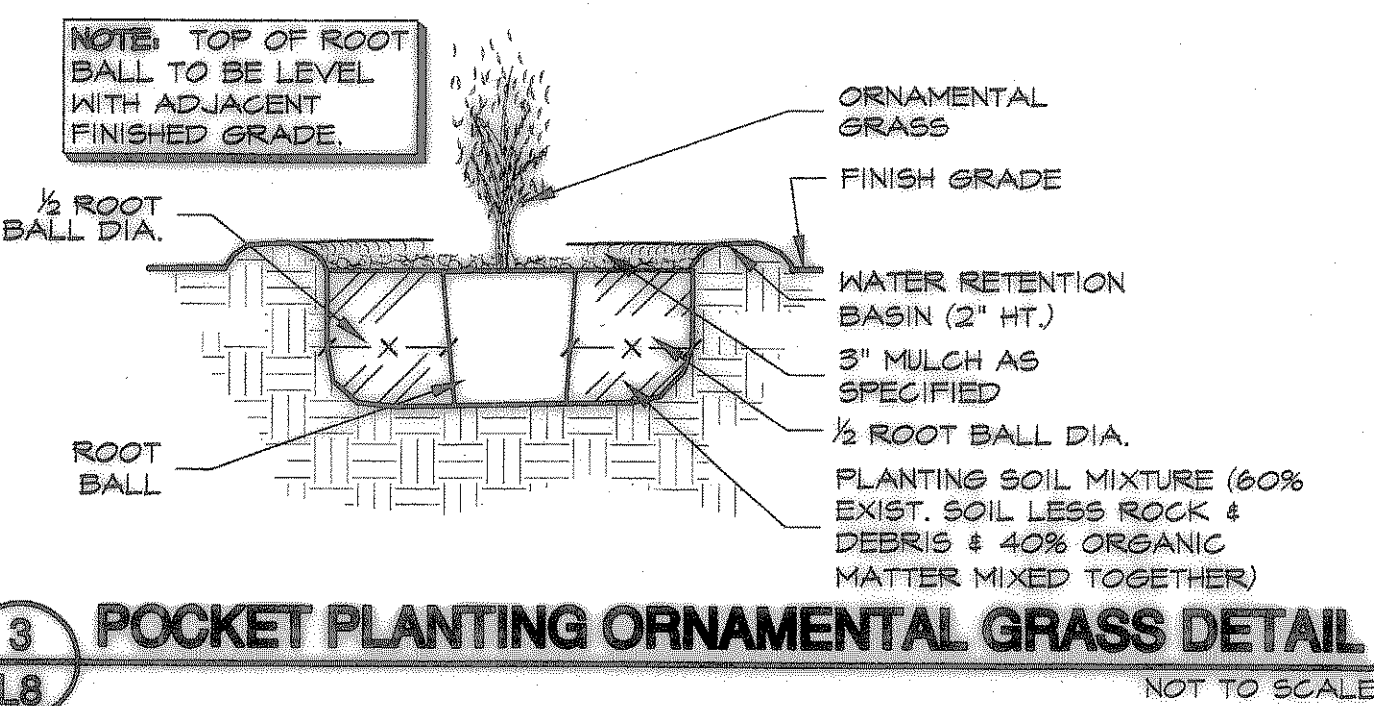 NOTE: TOP OF ROOT
BALL TO BE LEVEL
WITH ADJACENT
FINISHED GRADE.
½ ROOT
BALL DIA.
ROOT
BALL
ORNAMENTAL
GRASS
FINISH GRADE
WATER RETENTION
BASIN (2" HT.)
3" MULCH AS
SPECIFIED
½ ROOT BALL DIA.
PLANTING SOIL MIXTURE (60%
EXIST. SOIL LESS ROCK &
DEBRIS & 40% ORGANIC
MATTER MIXED TOGETHER)
3
L8
POCKET PLANTING ORNAMENTAL GRASS DETAIL
NOT TO SCALE